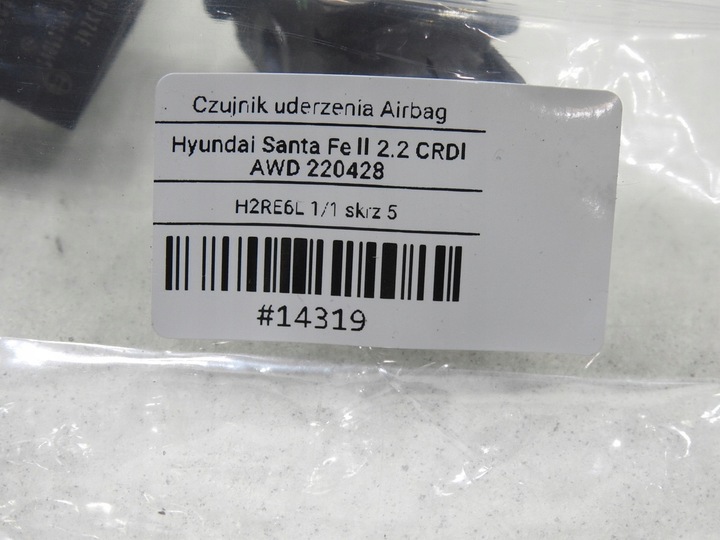 Czujnik uderzenia Airbag
Hyundai Santa Fe II 2.2 CRDI
AWD 220428
H2RE6L 1/1 skrz 5
#14319